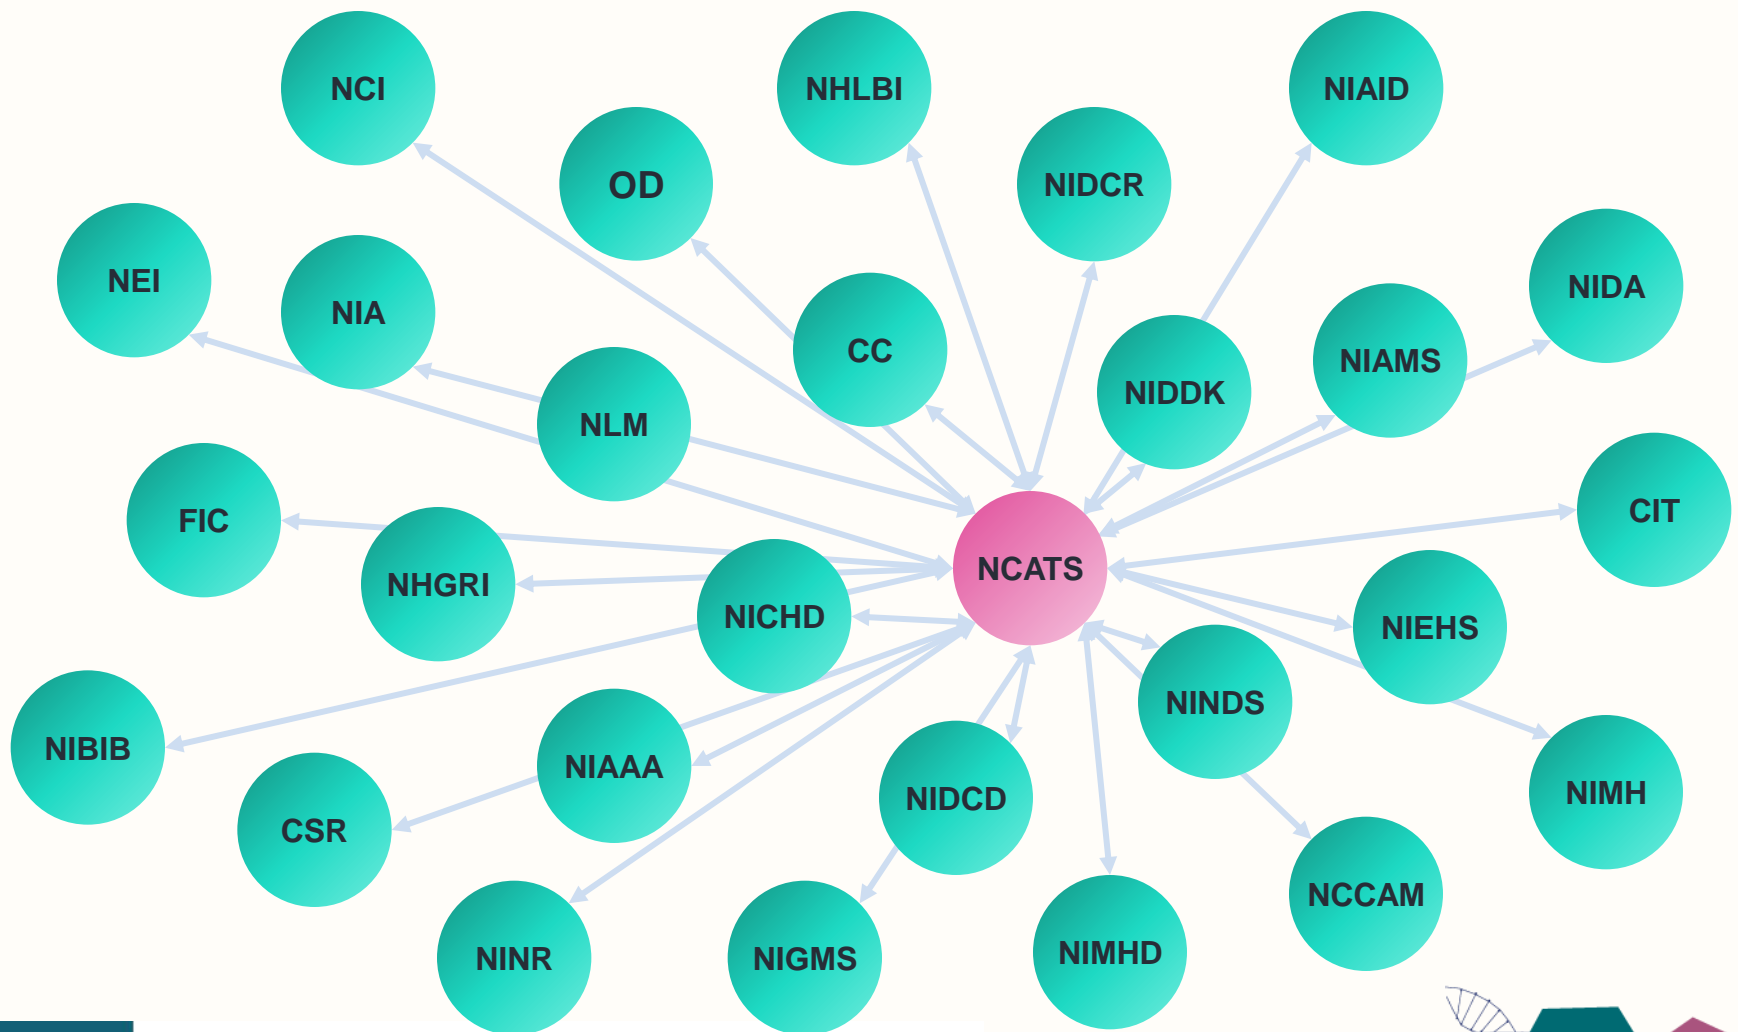 NCI
NHLBI
NIAID
OD
NIDCR
NEI
NIA
NIDA
CC
NIAMS
NIDDK
NLM
FIC
CIT
NCATS
NHGRI
NICHD
NIEHS
NINDS
NIBIB
NIAAA
NIDCD
NIMH
CSR
NCCAM
NINR
NIGMS
NIMHD